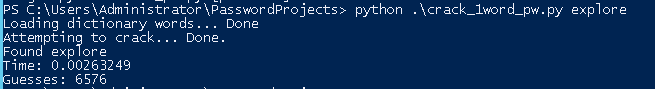 PS C:\Users\Administrator\PasswordProjects> python .\crack_1word_pw.py explore
Loading dictionary words... Done
Attempting to crack... Done.
Found explore
Time: 0.00263249
Guesses: 6576